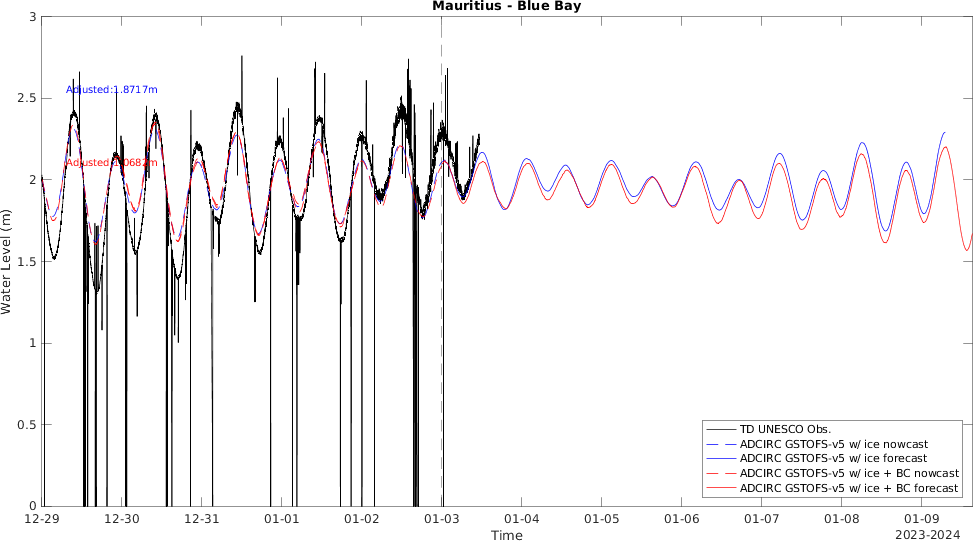 Mauritius - Blue Bay
3
2.5
2
1.5
1
0.5
0
Water Level (m)
Adjusted:1.8717m
TD UNESCO Obs.
ADCIRC GSTOFS-v5 w/ ice nowcast
ADCIRC GSTOFS-v5 w/ ice forecast
ADCIRC GSTOFS-v5 w/ ice + BC nowcast
ADCIRC GSTOFS-v5 w/ ice + BC forecast
12-29 12-30 12-31 01-01 01-02 01-03 01-04 01-05 01-06 01-07 01-08 01-09
Time
2023-2024